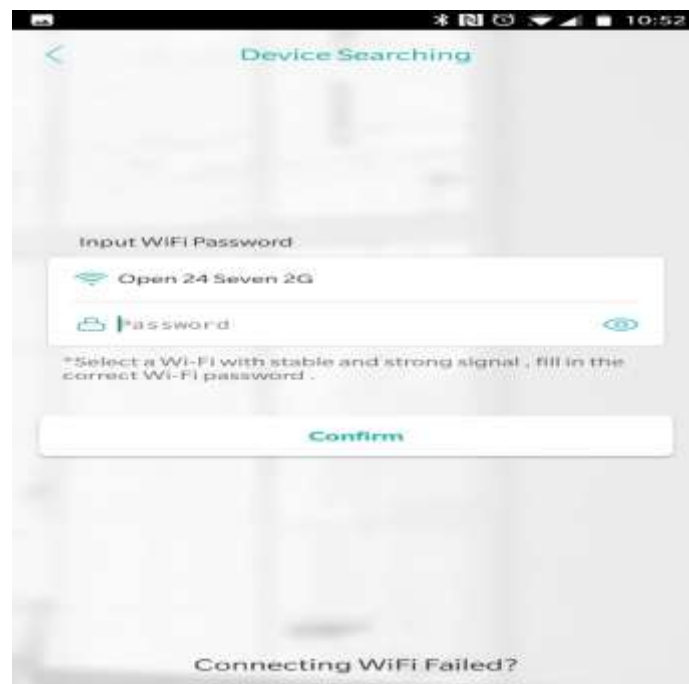 10:52
Device Searching
Input WiFi Password
Open 24 Seven 2G
Password
*Select a Wi-Fi with stable and strong signal , fill in the
correct Wi-Fi password .
Confirm
Connecting WiFi Failed?